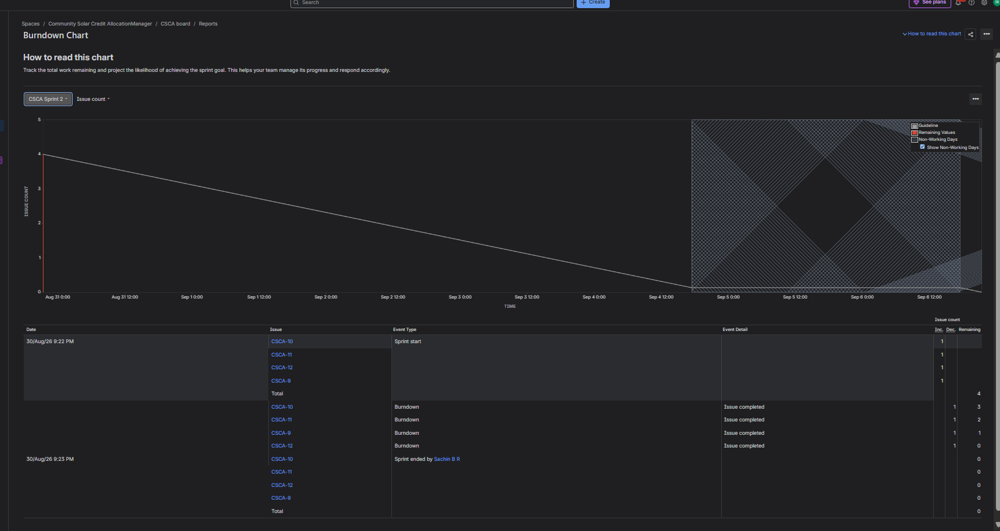 Search
Create
See plans
Spaces / Community Solar Credit AllocationManager / CSCA board / Reports
Burndown Chart
How to read this chart
How to read this chart
Track the total work remaining and project the likelihood of achieving the sprint goal. This helps your team manage its progress and respond accordingly.
CSCA Sprint 2 Issue count
5
4
3
2
1
0
ISSUE COUNT
Guideline
Remaining Values
Non-Working Days
Show Non-Working Days
Aug 31 0:00 Aug 31 12:00 Sep 1 0:00 Sep 1 12:00 Sep 2 0:00 Sep 2 12:00 Sep 3 0:00 Sep 3 12:00 Sep 4 0:00 Sep 4 12:00 Sep 5 0:00 Sep 5 12:00 Sep 6 0:00 Sep 6 12:00
TIME
Issue count
Date Issue Event Type Event Detail Inc. Dec. Remaining
30/Aug/26 9:22 PM CSCA-10 Sprint start 1
CSCA-11 1
CSCA-12 1
CSCA-9 1
Total 4
CSCA-10 Burndown Issue completed 1 3
CSCA-11 Burndown Issue completed 1 2
CSCA-9 Burndown Issue completed 1 1
CSCA-12 Burndown Issue completed 1 0
30/Aug/26 9:23 PM CSCA-10 Sprint ended by Sachin B R 0
CSCA-11 0
CSCA-12 0
CSCA-9 0
Total 0